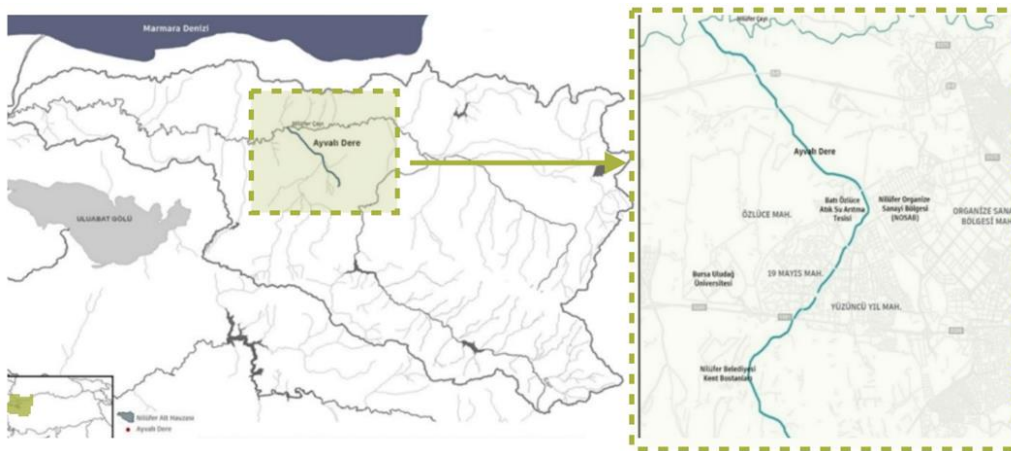 Marmara Denizi
Nilüfer Çayı
Ayvalı Dere
ULUABAT GÖLÜ
Nilüfer Alt Havzası
Ayvalı Dere
Nilüfer Çayı
Ayvalı Dere
Batı Özlüce
Atık Su Arıtma
Tesisi
Nilüfer Organize
Sanayi Bölgesi
(NOSAB)
ORGANİZE SANA
BÖLGESİ MAH
ÖZLÜCE MAH.
19 MAYIS MAH.
Bursa Uludağ
Üniversitesi
YÜZÜNCÜ YIL MAH.
Nilüfer Belediyesi
Kent Bostanları